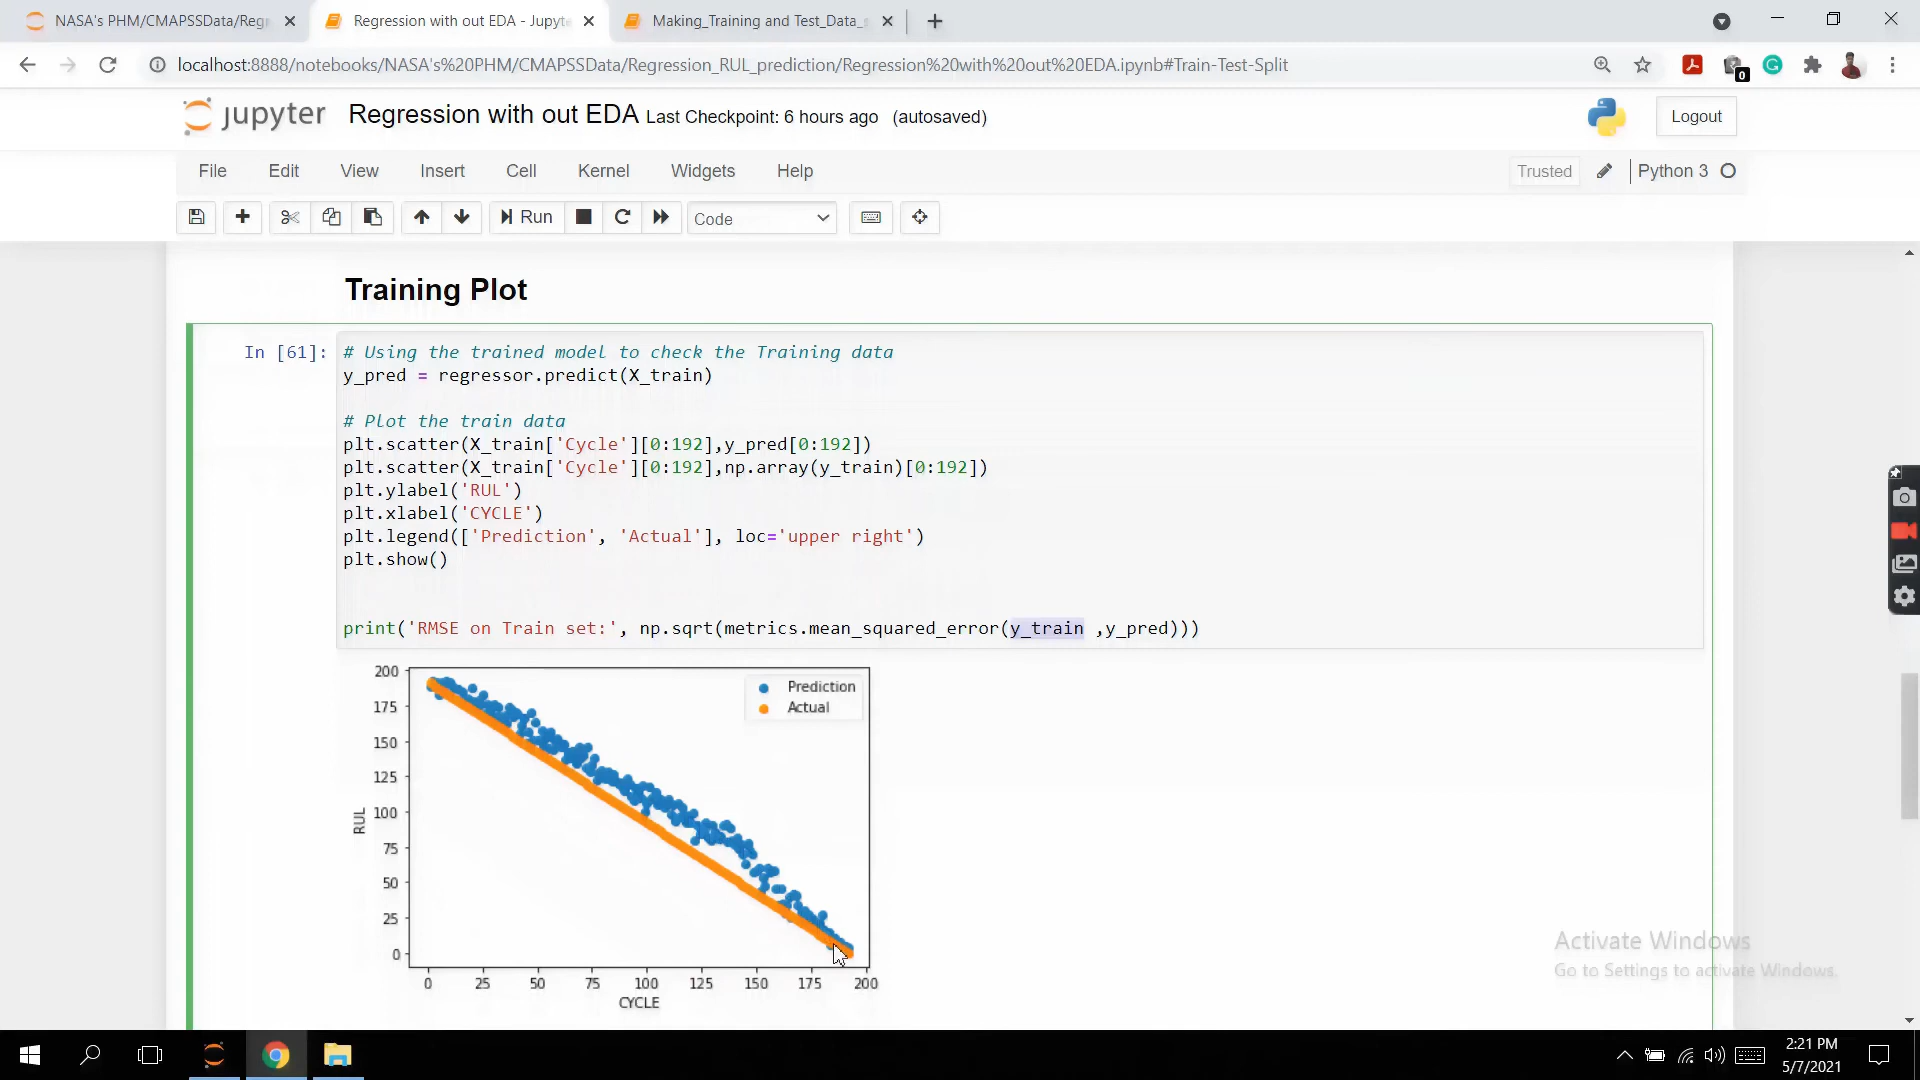 NASA's PHM/CMAPSSData/Regr
Regression with out EDA - Jupyte
Making_Training and Test_Data_s
localhost:8888/notebooks/NASA's%20PHM/CMAPSSData/Regression_RUL_prediction/Regression%20with%20out%20EDA.ipynb#Train-Test-Split
0
jupyter Regression with out EDA Last Checkpoint: 6 hours ago (autosaved)
Logout
File Edit View Insert Cell Kernel Widgets Help
Trusted Python 3
Run Code
Training Plot
In [61]: # Using the trained model to check the Training data
y_pred = regressor.predict(X_train)
# Plot the train data
plt.scatter(X_train['Cycle'][0:192],y_pred[0:192])
plt.scatter(X_train['Cycle'][0:192],np.array(y_train)[0:192])
plt.ylabel('RUL')
plt.xlabel('CYCLE')
plt.legend(['Prediction', 'Actual'], loc='upper right')
plt.show()
print('RMSE on Train set:', np.sqrt(metrics.mean_squared_error(y_train ,y_pred)))
200
175
150
125
100
75
50
25
0
RUL
Prediction
Actual
0 25 50 75 100 125 150 175 200
CYCLE
Activate Windows
Go to Settings to activate Windows.
2:21 PM
5/7/2021